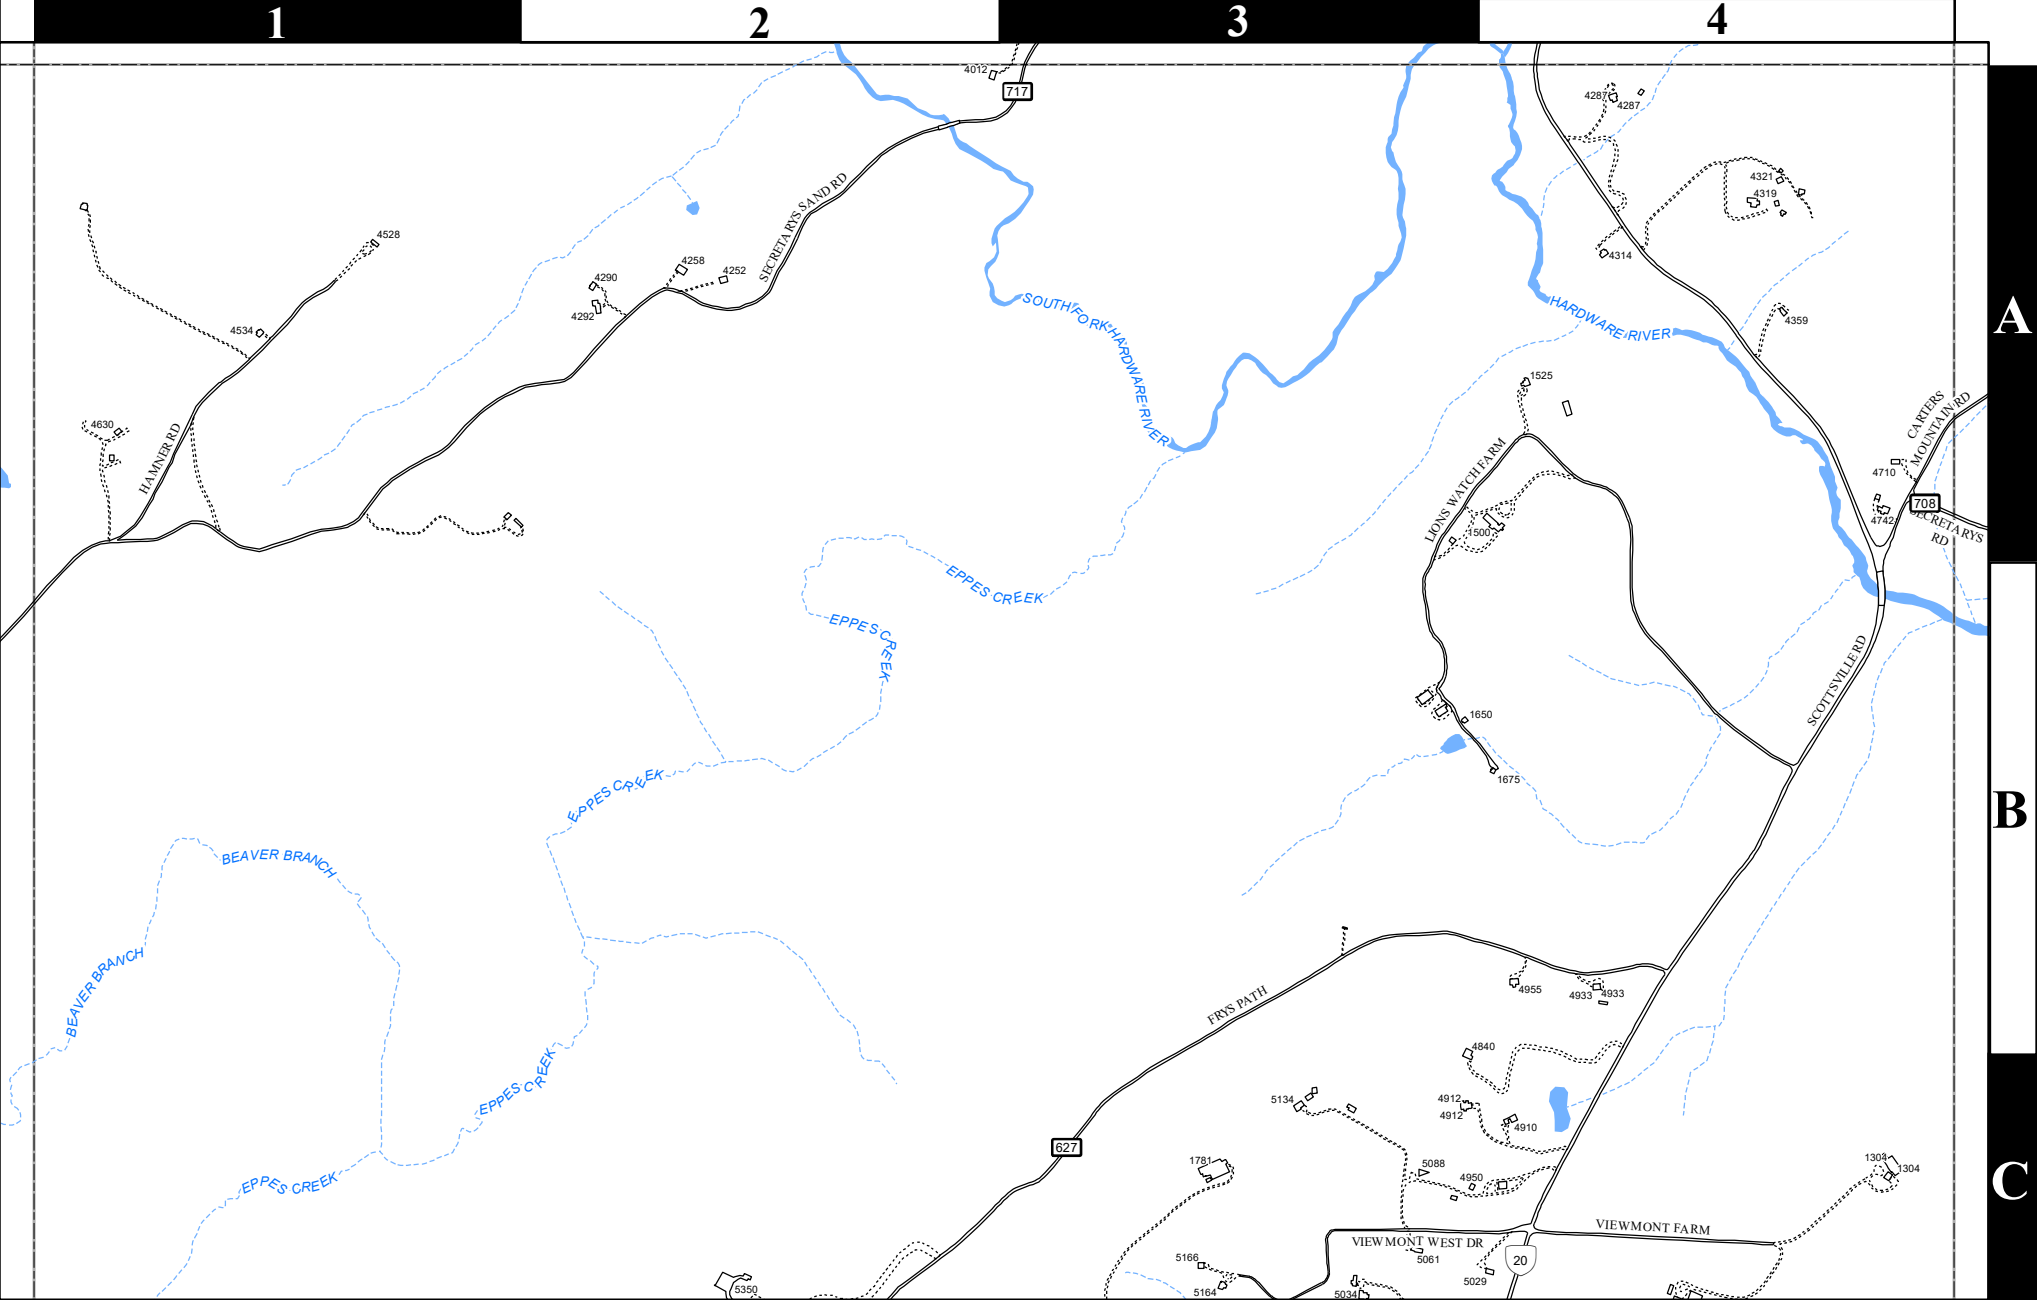 1
2
3
4
4012
717
4287
4287
SECRETARYS SAND RD
4321
4319
4528
4258
4252
4290
4292
4314
SOUTH FORK HARDWARE RIVER
HARDWARE RIVER
4359
A
4534
1525
CARTERS
MOUNTAIN RD
4630
HAMNER RD
LIONS WATCH FARM
4710
708
4742
SECRETARYS
RD
1500
EPPES CREEK
EPPES CREEK
SCOTTSVILLE RD
1650
EPPES CREEK
1675
B
BEAVER BRANCH
BEAVER BRANCH
FRYS PATH
4955
4933
4933
4840
EPPES CREEK
5134
4912
4912
4910
627
1781
5088
4950
1304
1304
C
EPPES CREEK
VIEWMONT FARM
VIEWMONT WEST DR
5166
5061
20
5029
5350
5164
5034